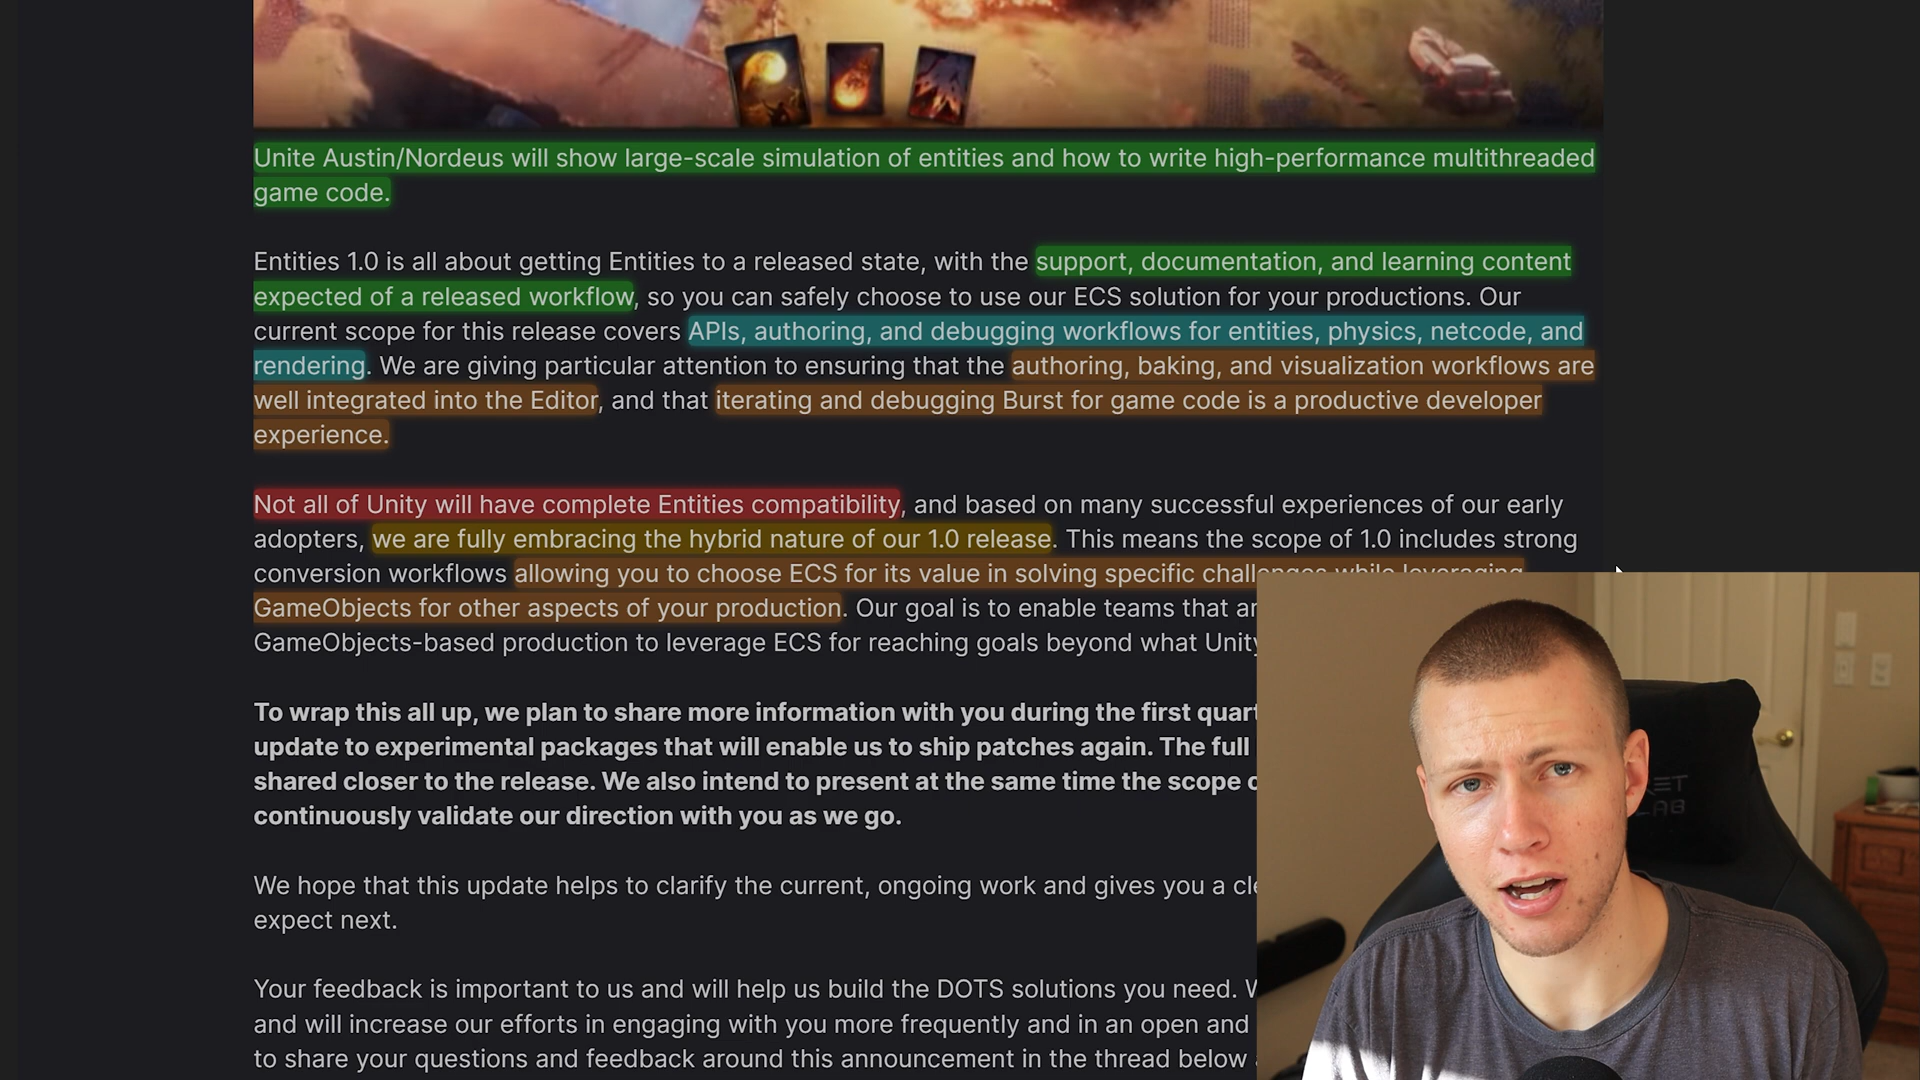 Unite Austin/Nordeus will show large-scale simulation of entities and how to write high-performance multithreaded
game code.
Entities 1.0 is all about getting Entities to a released state, with the support, documentation, and learning content
expected of a released workflow, so you can safely choose to use our ECS solution for your productions. Our
current scope for this release covers APIs, authoring, and debugging workflows for entities, physics, netcode, and
rendering. We are giving particular attention to ensuring that the authoring, baking, and visualization workflows are
well integrated into the Editor, and that iterating and debugging Burst for game code is a productive developer
experience.
Not all of Unity will have complete Entities compatibility, and based on many successful experiences of our early
adopters, we are fully embracing the hybrid nature of our 1.0 release. This means the scope of 1.0 includes strong
conversion workflows allowing you to choose ECS for its value in solving specific challenges while leveraging
GameObjects for other aspects of your production. Our goal is to enable teams that
GameObjects-based production to leverage ECS for reaching goals beyond what Unity
To wrap this all up, we plan to share more information with you during the first
update to experimental packages that will enable us to ship patches again. The full
shared closer to the release. We also intend to present at the same time the scope
continuously validate our direction with you as we go.
We hope that this update helps to clarify the current, ongoing work and gives you a
expect next.
Your feedback is important to us and will help us build the DOTS solutions you need.
and will increase our efforts in engaging with you more frequently and in an open and
to share your questions and feedback around this announcement in the thread below